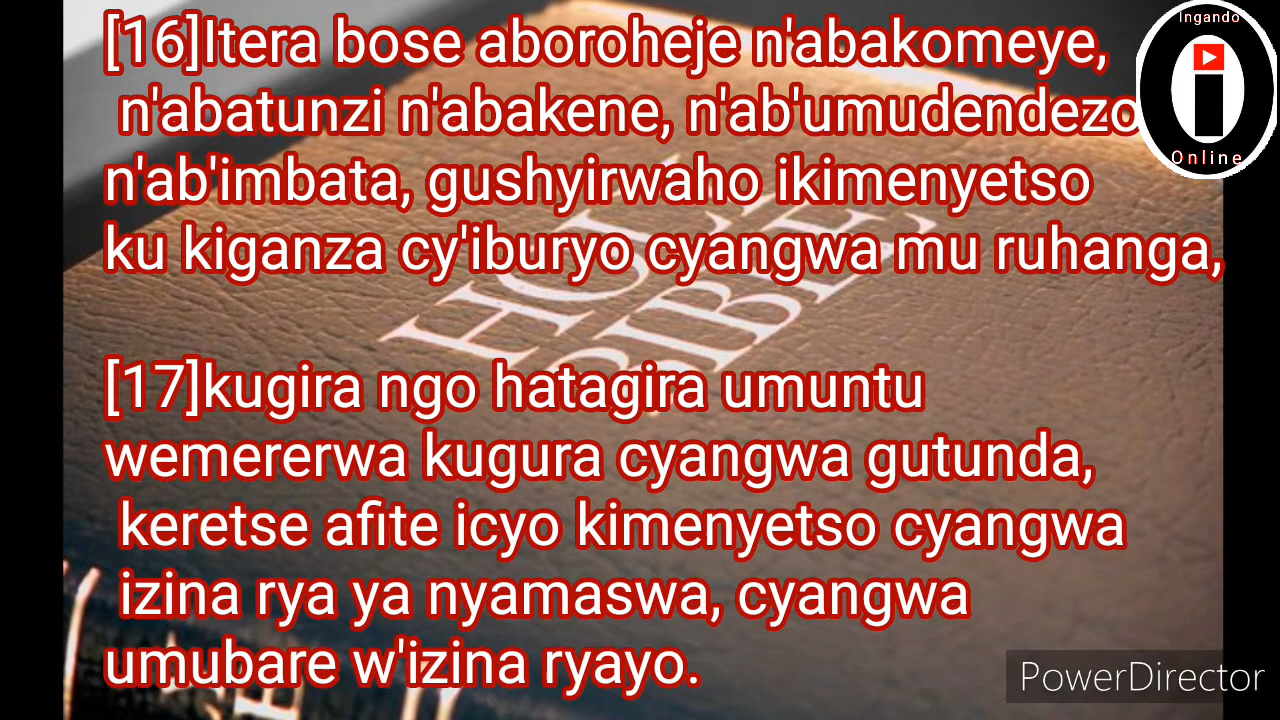 [16]Itera bose aboroheje n'abakomeye,
n'abatunzi n'abakene, n'ab'umudendezo
n'ab'imbata, gushyirwaho ikimenyetso
ku kiganza cy'iburyo cyangwa mu ruhanga,
[17]kugira ngo hatagira umuntu
wemererwa kugura cyangwa gutunda,
keretse afite icyo kimenyetso cyangwa
izina rya ya nyamaswa, cyangwa
umubare w'izina ryayo.
Ingando
Online
HOLY
BIBLE
PowerDirector